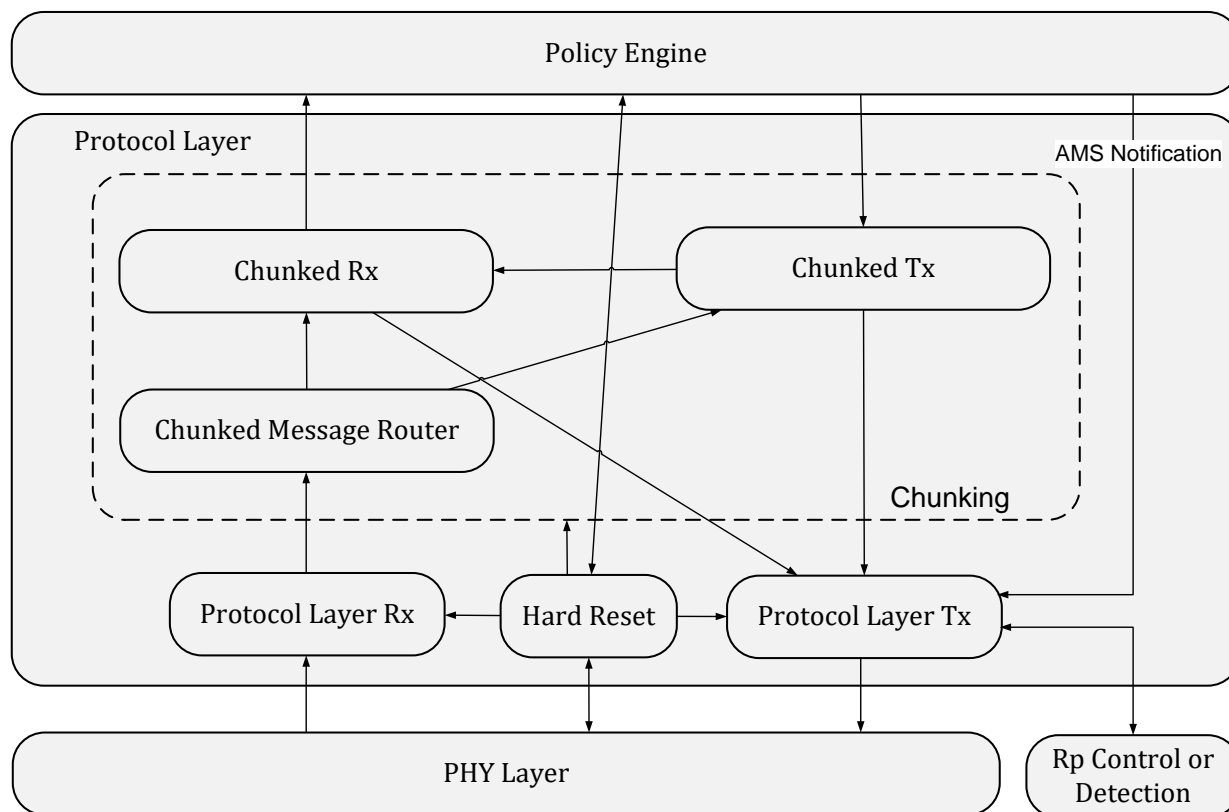 Policy Engine
Protocol Layer
AMS Notification
Chunked Rx
Chunked Tx
Chunked Message Router
Chunking
Protocol Layer Rx
Hard Reset
Protocol Layer Tx
PHY Layer
Rp Control or
Detection